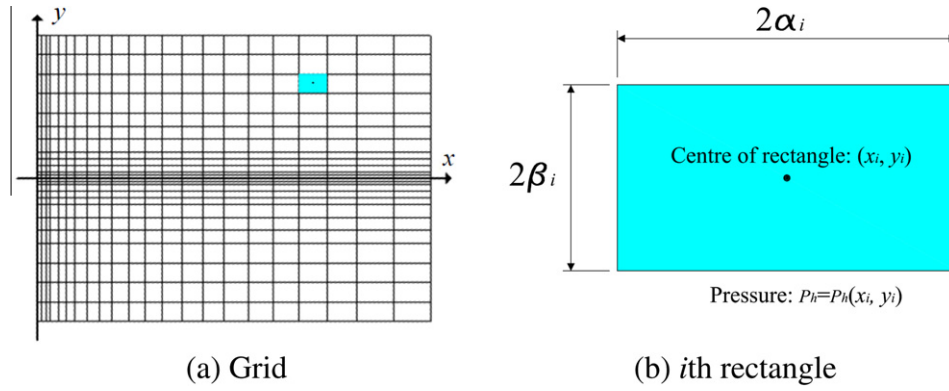 y
x
(a) Grid
2αi
2βi
Centre of rectangle: (xi, yi)
Pressure: Ph=Ph(xi, yi)
(b) ith rectangle